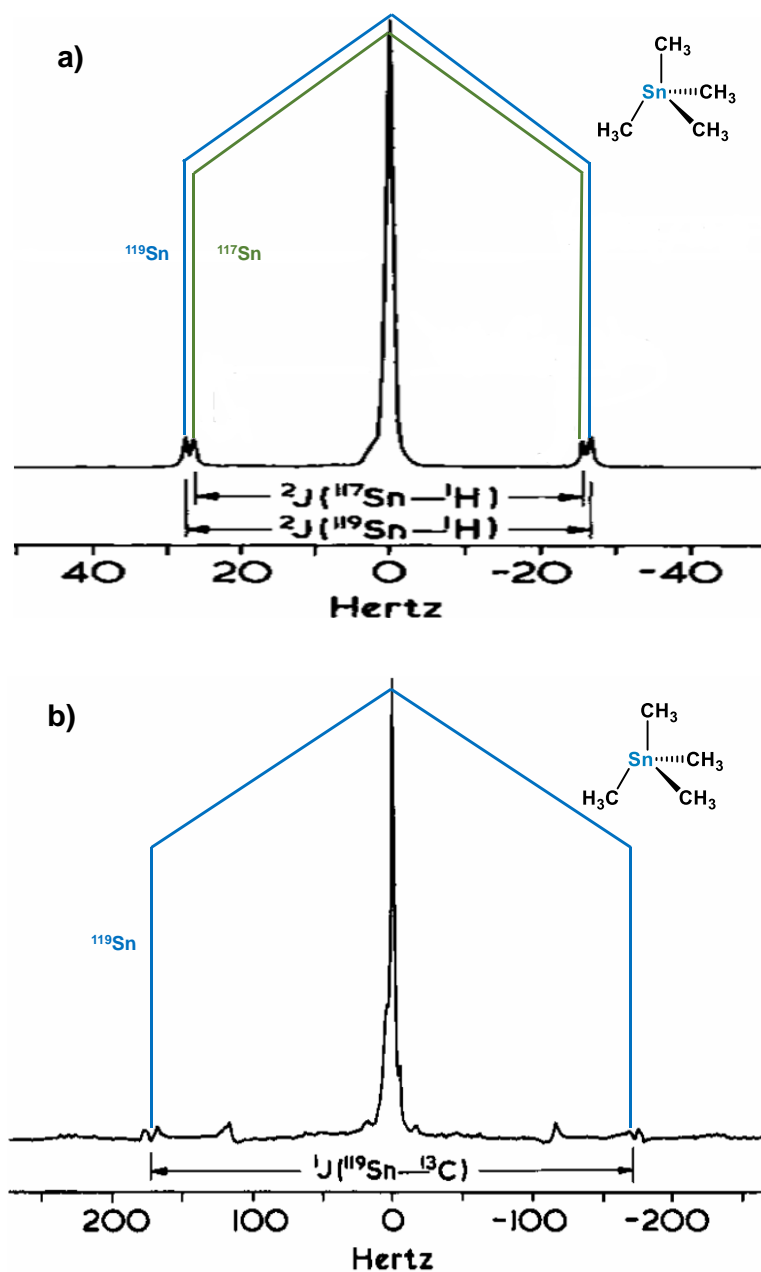 a)
CH₃
Sn
CH₃
H₃C
CH₃
¹¹⁹Sn
¹¹⁷Sn
²J(¹¹⁷Sn—¹H)
²J(¹¹⁹Sn—¹H)
40 20 0 -20 -40
Hertz
b)
CH₃
Sn
CH₃
H₃C
CH₃
¹¹⁹Sn
¹J(¹¹⁹Sn—¹³C)
200 100 0 -100 -200
Hertz